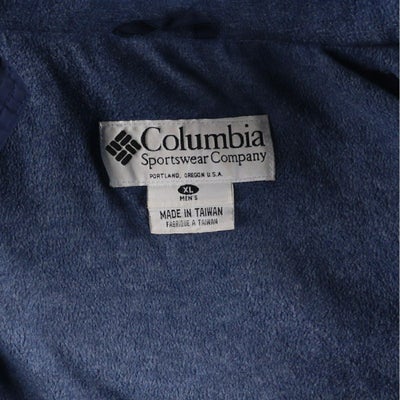 Columbia
Sportswear Company
PORTLAND, OREGON U.S.A.
XL
MEN'S
MADE IN TAIWAN
FABRIQUE A TAIWAN